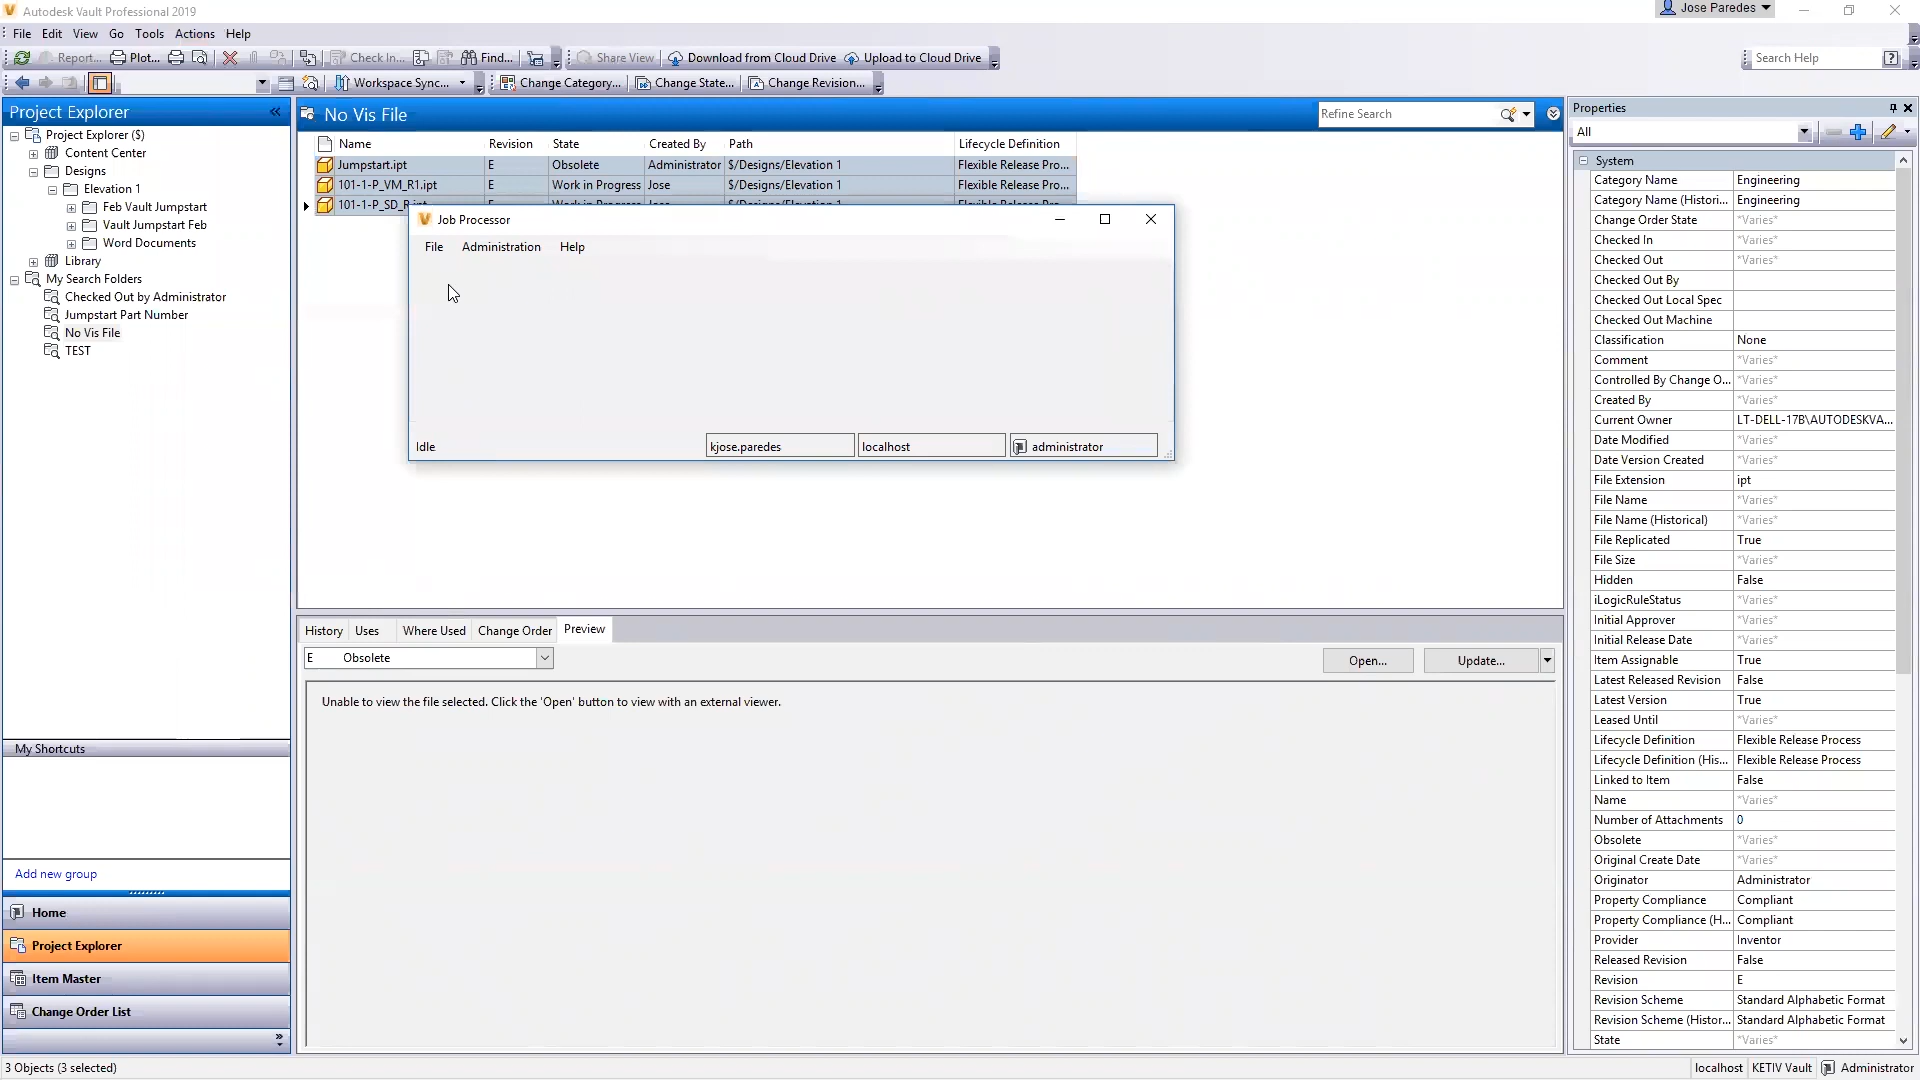 Autodesk Vault Professional 2019
Jose Paredes
File Edit View Go Tools Actions Help
Report... Plot... Check In... Find... Share View Download from Cloud Drive Upload to Cloud Drive
Search Help
Workspace Sync... Change Category... Change State... Change Revision...
Project Explorer
Project Explorer ($)
Content Center
Designs
Elevation 1
Feb Vault Jumpstart
Vault Jumpstart Feb
Word Documents
Library
My Search Folders
Checked Out by Administrator
Jumpstart Part Number
No Vis File
TEST
My Shortcuts
Add new group
Home
Project Explorer
Item Master
Change Order List
No Vis File
Refine Search
Name Revision State Created By Path Lifecycle Definition
Jumpstart.ipt E Obsolete Administrator $/Designs/Elevation 1 Flexible Release Pro...
101-1-P_VM_R1.ipt E Work in Progress Jose $/Designs/Elevation 1 Flexible Release Pro...
101-1-P_SD_R
Job Processor
File Administration Help
Idle
kjose.paredes
localhost
administrator
History Uses Where Used Change Order Preview
E Obsolete
Open...
Update...
Unable to view the file selected. Click the 'Open' button to view with an external viewer.
Properties
All
System
Category Name Engineering
Category Name (Histori... Engineering
Change Order State *Varies*
Checked In *Varies*
Checked Out *Varies*
Checked Out By
Checked Out Local Spec
Checked Out Machine
Classification None
Comment *Varies*
Controlled By Change O... *Varies*
Created By *Varies*
Current Owner LT-DELL-17B\AUTODESKVA...
Date Modified *Varies*
Date Version Created *Varies*
File Extension ipt
File Name *Varies*
File Name (Historical) *Varies*
File Replicated True
File Size *Varies*
Hidden False
iLogicRuleStatus *Varies*
Initial Approver *Varies*
Initial Release Date *Varies*
Item Assignable True
Latest Released Revision False
Latest Version True
Leased Until *Varies*
Lifecycle Definition Flexible Release Process
Lifecycle Definition (His... Flexible Release Process
Linked to Item False
Name *Varies*
Number of Attachments 0
Obsolete *Varies*
Original Create Date *Varies*
Originator Administrator
Property Compliance Compliant
Property Compliance (H... Compliant
Provider Inventor
Released Revision False
Revision E
Revision Scheme Standard Alphabetic Format
Revision Scheme (Histor... Standard Alphabetic Format
State *Varies*
3 Objects (3 selected)
localhost KETIV Vault Administrator